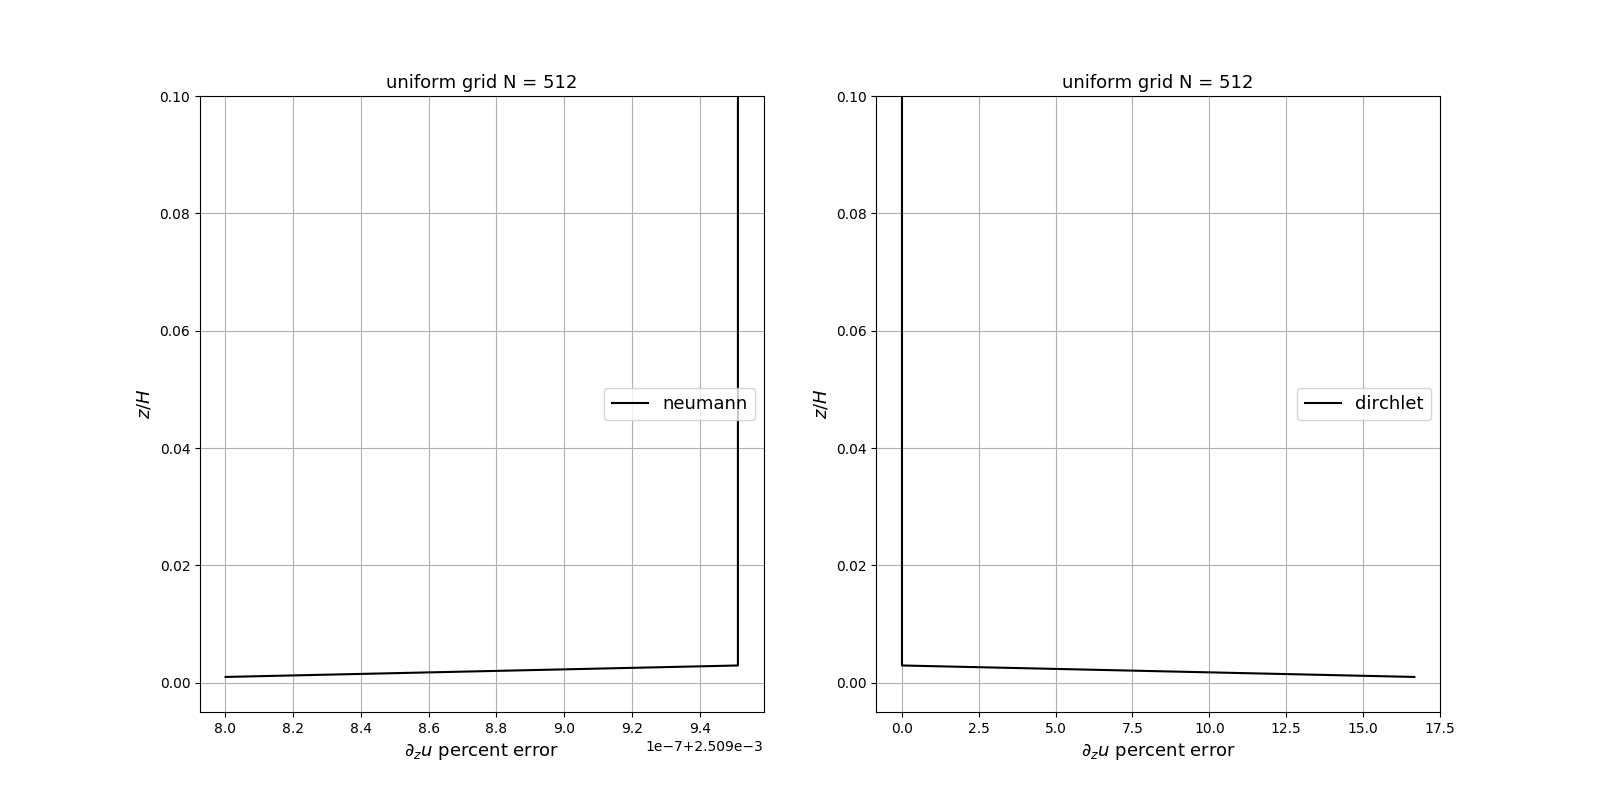 uniform grid N = 512
0.10
0.08
0.06
0.04
0.02
0.00
z/H
neumann
8.0 8.2 8.4 8.6 8.8 9.0 9.2 9.4
1e−7+2.509e−3
∂zu percent error
uniform grid N = 512
0.10
0.08
0.06
0.04
0.02
0.00
z/H
dirchlet
0.0 2.5 5.0 7.5 10.0 12.5 15.0 17.5
∂zu percent error